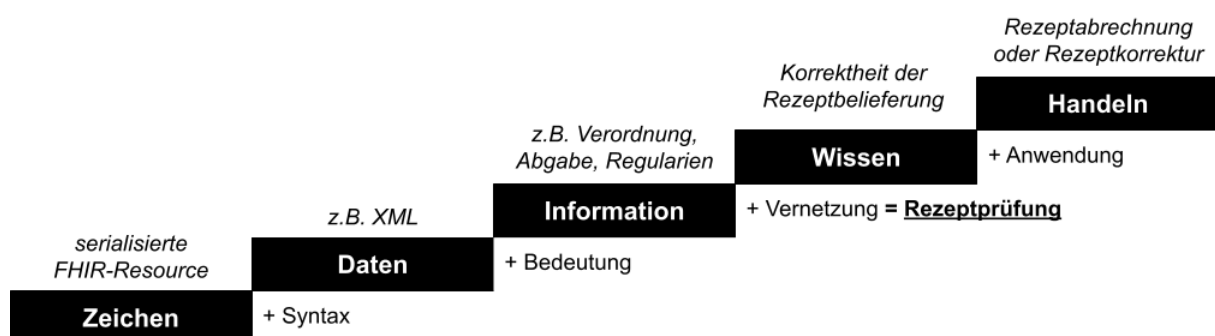 Rezeptabrechnung
oder Rezeptkorrektur
Handeln
Korrektheit der
Rezeptbelieferung
Wissen
+ Anwendung
z.B. Verordnung,
Abgabe, Regularien
Information
+ Vernetzung = Rezeptprüfung
z.B. XML
Daten
+ Bedeutung
serialisierte
FHIR-Resource
Zeichen
+ Syntax